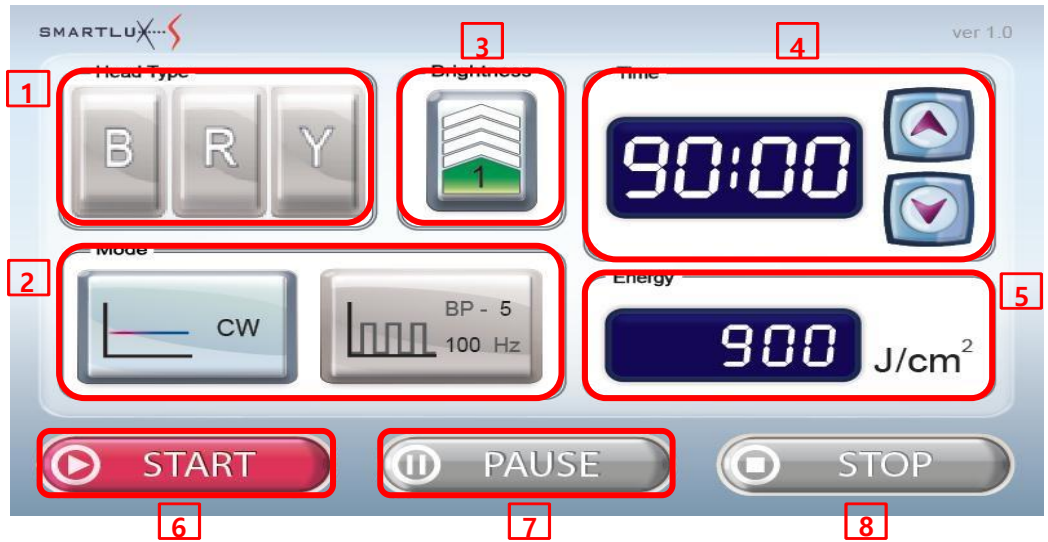 SMARTLUX S
ver 1.0
3
4
1
Head Type
Brightness
Time
B R Y
1
90:00
2
Mode
Energy
5
CW
BP - 5
100 Hz
900
J/cm²
START
PAUSE
STOP
6
7
8